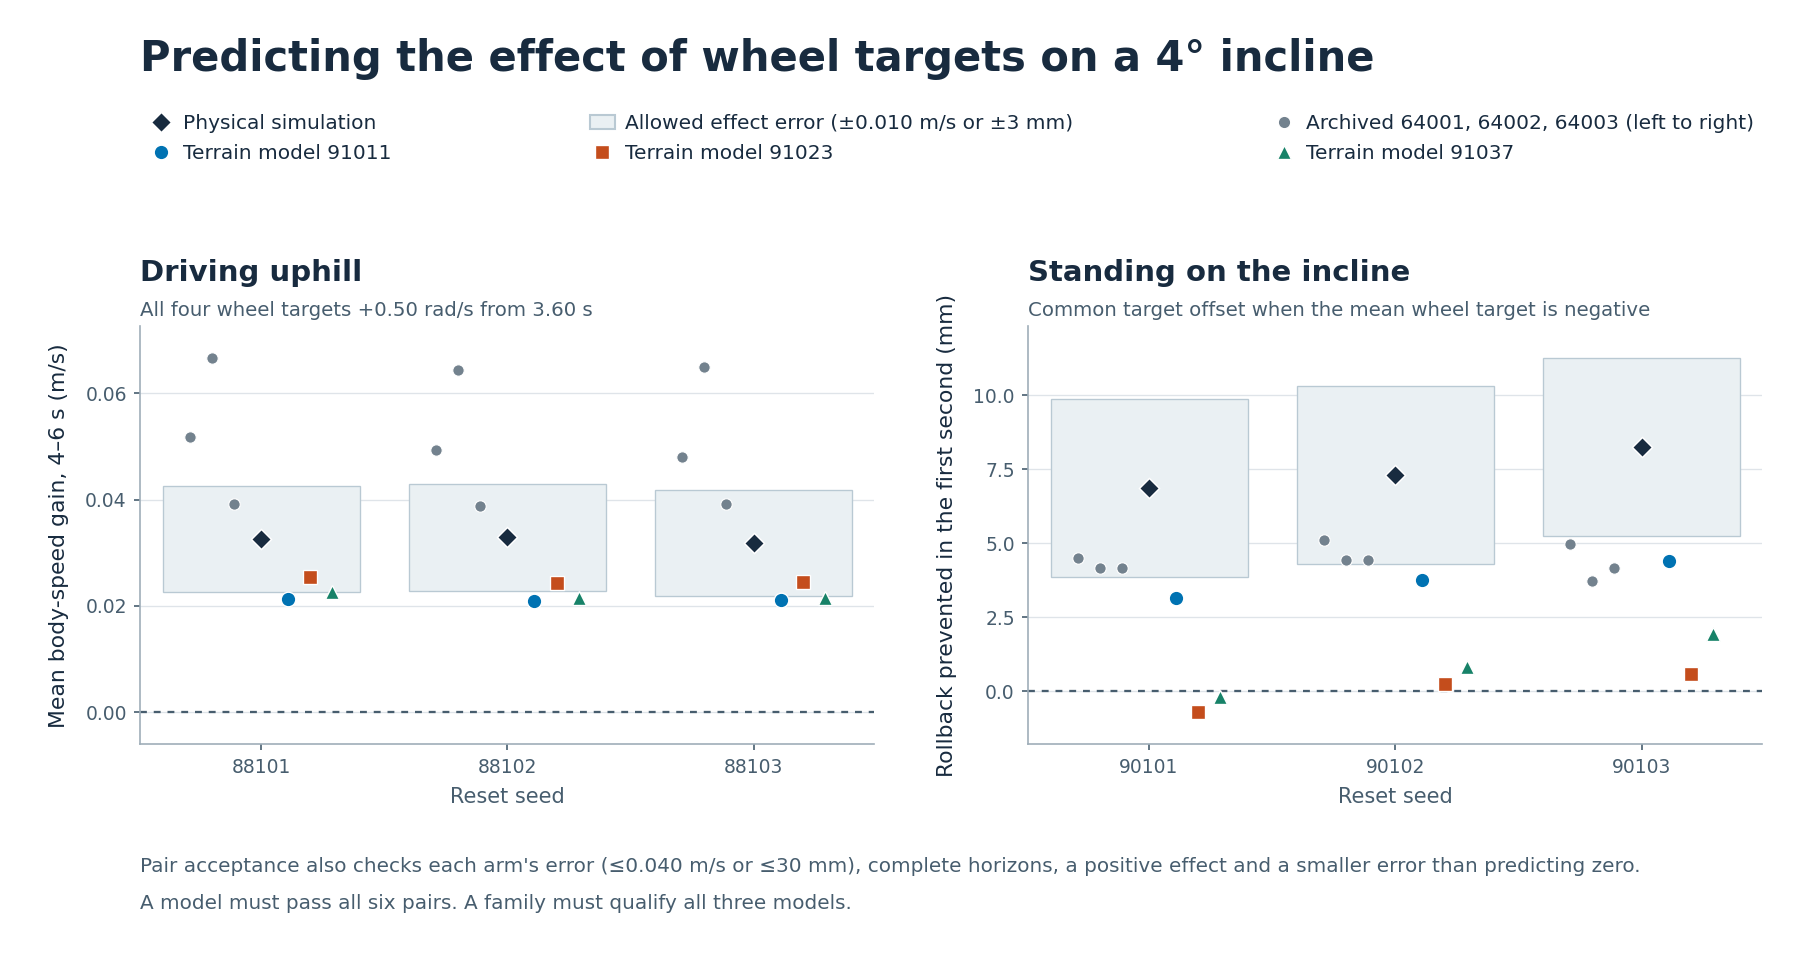 Predicting the effect of wheel targets on a 4° incline
Physical simulation
Allowed effect error (±0.010 m/s or ±3 mm)
Archived 64001, 64002, 64003 (left to right)
Terrain model 91011
Terrain model 91023
Terrain model 91037
Driving uphill
All four wheel targets +0.50 rad/s from 3.60 s
Mean body-speed gain, 4–6 s (m/s)
0.06
0.04
0.02
0.00
88101
88102
88103
Reset seed
Standing on the incline
Common target offset when the mean wheel target is negative
Rollback prevented in the first second (mm)
10.0
7.5
5.0
2.5
0.0
90101
90102
90103
Reset seed
Pair acceptance also checks each arm's error (≤0.040 m/s or ≤30 mm), complete horizons, a positive effect and a smaller error than predicting zero.
A model must pass all six pairs. A family must qualify all three models.